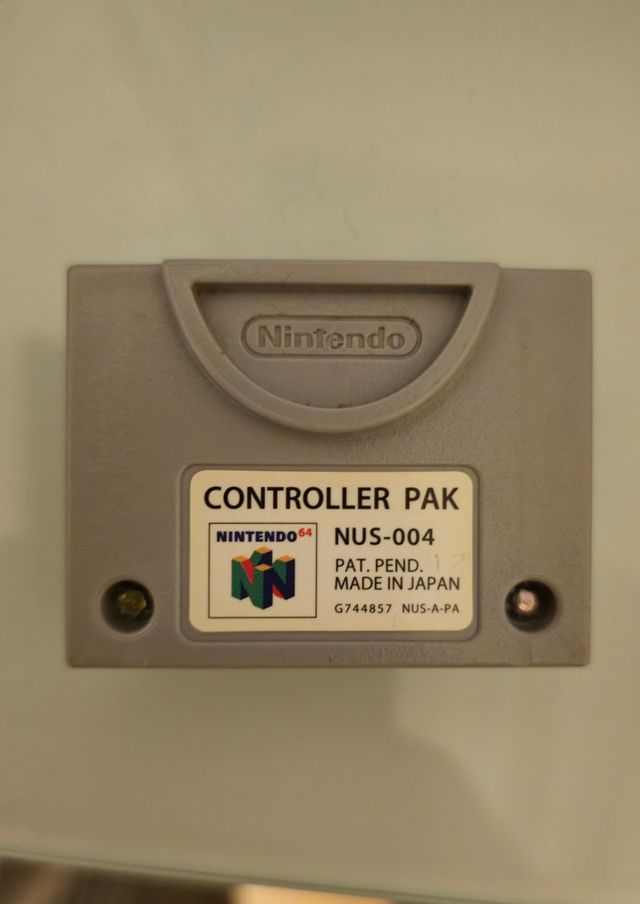 Nintendo
CONTROLLER PAK
NINTENDO64
NUS-004
PAT. PEND.
MADE IN JAPAN
G744857 NUS-A-PA